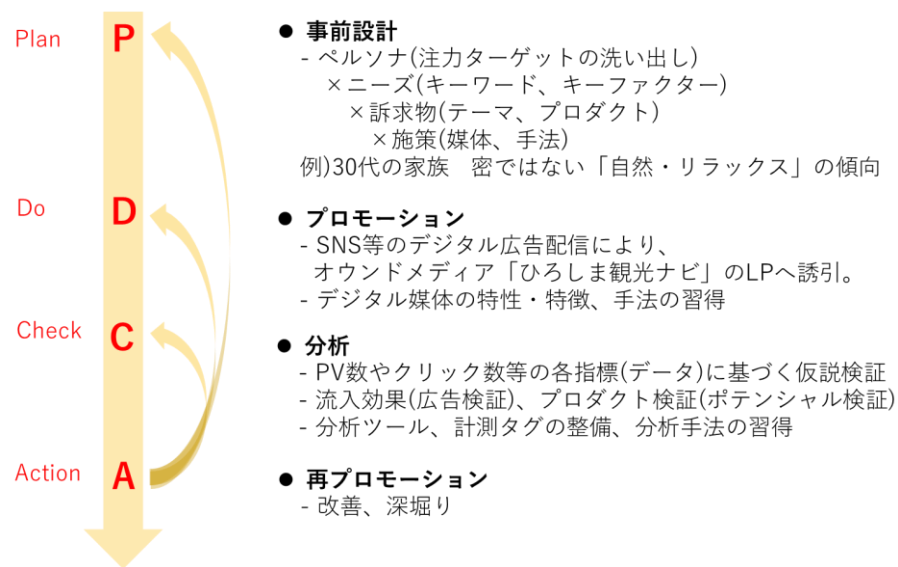 Plan
P
● 事前設計
- ペルソナ(注力ターゲットの洗い出し)
×ニーズ(キーワード、キーファクター)
×訴求物(テーマ、プロダクト)
×施策(媒体、手法)
例)30代の家族　密ではない「自然・リラックス」の傾向
Do
D
● プロモーション
- SNS等のデジタル広告配信により、
オウンドメディア「ひろしま観光ナビ」のLPへ誘引。
- デジタル媒体の特性・特徴、手法の習得
Check
C
● 分析
- PV数やクリック数等の各指標(データ)に基づく仮説検証
- 流入効果(広告検証)、プロダクト検証(ポテンシャル検証)
- 分析ツール、計測タグの整備、分析手法の習得
Action
A
● 再プロモーション
- 改善、深堀り